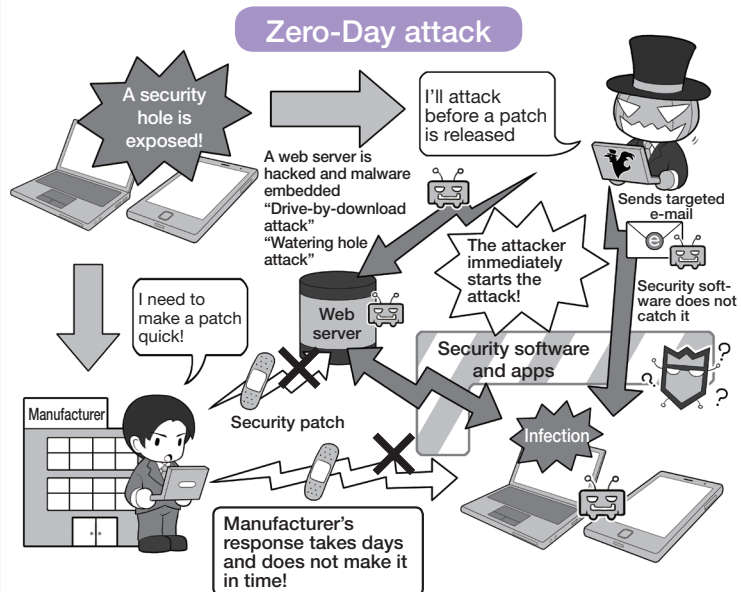 Zero-Day attack
A security
hole is
exposed!
I'll attack
before a patch
is released
A web server is
hacked and malware
embedded
“Drive-by-download
attack”
“Watering hole
attack”
Sends targeted
e-mail
e
The attacker
immediately
starts the
attack!
Security soft-
ware does not
catch it
I need to
make a patch
quick!
Web
server
Security software
and apps
? ? ?
Manufacturer
Security patch
Infection
Manufacturer's
response takes days
and does not make it
in time!